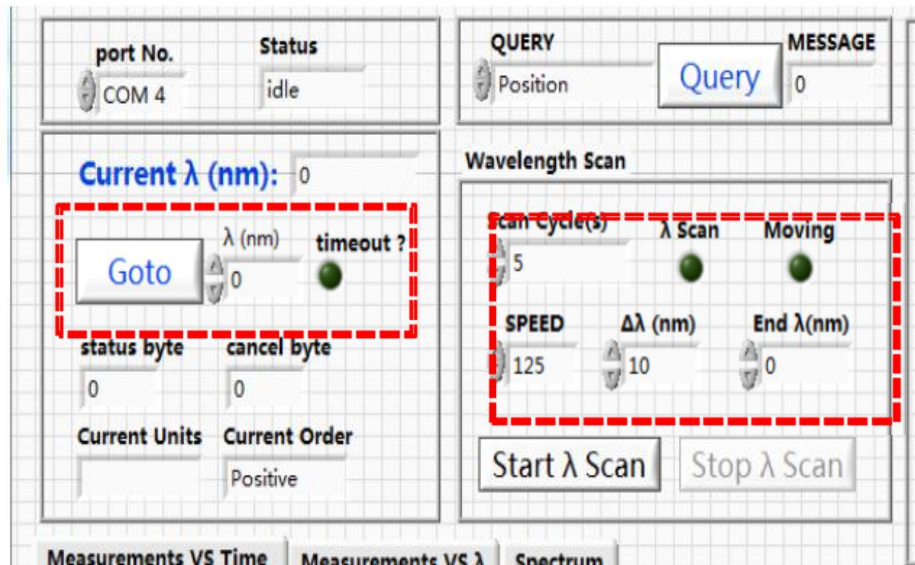 port No. Status
COM 4 idle
QUERY MESSAGE
Position Query 0
Current λ (nm): 0
λ (nm) timeout ?
Goto 0
status byte cancel byte
0 0
Current Units Current Order
Positive
Wavelength Scan
Scan Cycle(s) λ Scan Moving
5
SPEED Δλ (nm) End λ(nm)
125 10 0
Start λ Scan Stop λ Scan
Measurements VS Time Measurements VS λ Spectrum